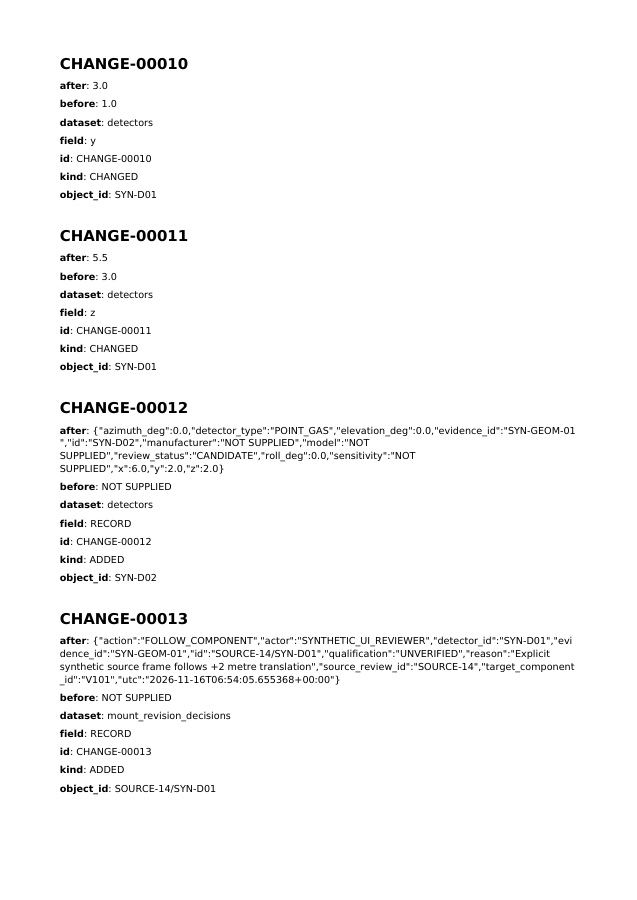 CHANGE-00010
after: 3.0
before: 1.0
dataset: detectors
field: y
id: CHANGE-00010
kind: CHANGED
object_id: SYN-D01
CHANGE-00011
after: 5.5
before: 3.0
dataset: detectors
field: z
id: CHANGE-00011
kind: CHANGED
object_id: SYN-D01
CHANGE-00012
after: {"azimuth_deg":0.0,"detector_type":"POINT_GAS","elevation_deg":0.0,"evidence_id":"SYN-GEOM-01
","id":"SYN-D02","manufacturer":"NOT SUPPLIED","model":"NOT
SUPPLIED","review_status":"CANDIDATE","roll_deg":0.0,"sensitivity":"NOT
SUPPLIED","x":6.0,"y":2.0,"z":2.0}
before: NOT SUPPLIED
dataset: detectors
field: RECORD
id: CHANGE-00012
kind: ADDED
object_id: SYN-D02
CHANGE-00013
after: {"action":"FOLLOW_COMPONENT","actor":"SYNTHETIC_UI_REVIEWER","detector_id":"SYN-D01","evi
dence_id":"SYN-GEOM-01","id":"SOURCE-14/SYN-D01","qualification":"UNVERIFIED","reason":"Explicit
synthetic source frame follows +2 metre translation","source_review_id":"SOURCE-14","target_component
_id":"V101","utc":"2026-11-16T06:54:05.655368+00:00"}
before: NOT SUPPLIED
dataset: mount_revision_decisions
field: RECORD
id: CHANGE-00013
kind: ADDED
object_id: SOURCE-14/SYN-D01